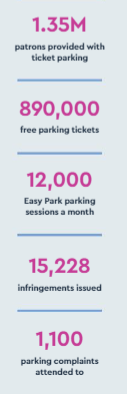 1.35M
patrons provided with
ticket parking
890,000
free parking tickets
12,000
Easy Park parking
sessions a month
15,228
infringements issued
1,100
parking complaints
attended to